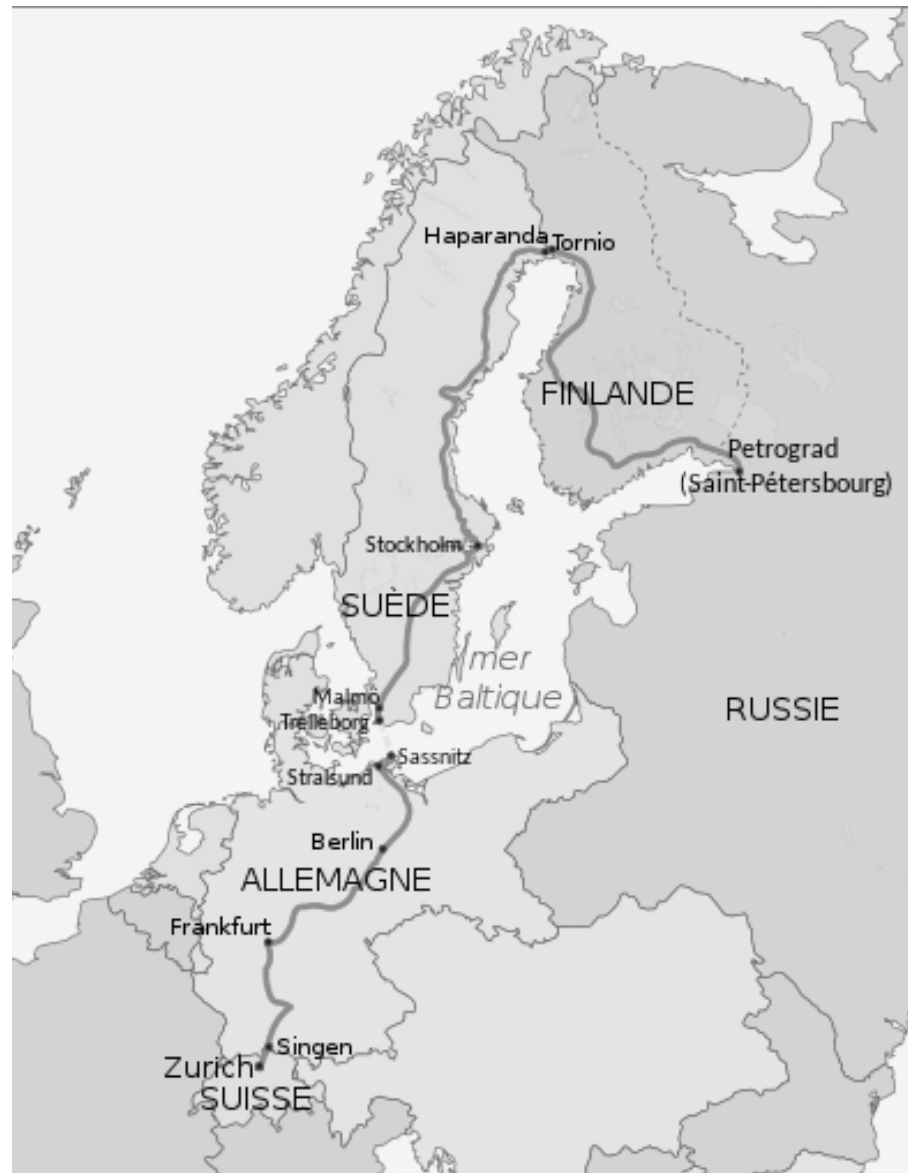 Haparanda
Tornio
FINLANDE
Petrograd
(Saint-Pétersbourg)
Stockholm
SUÈDE
mer
Baltique
Malmö
Trelleborg
RUSSIE
Sassnitz
Stralsund
Berlin
ALLEMAGNE
Frankfurt
Singen
Zurich
SUISSE